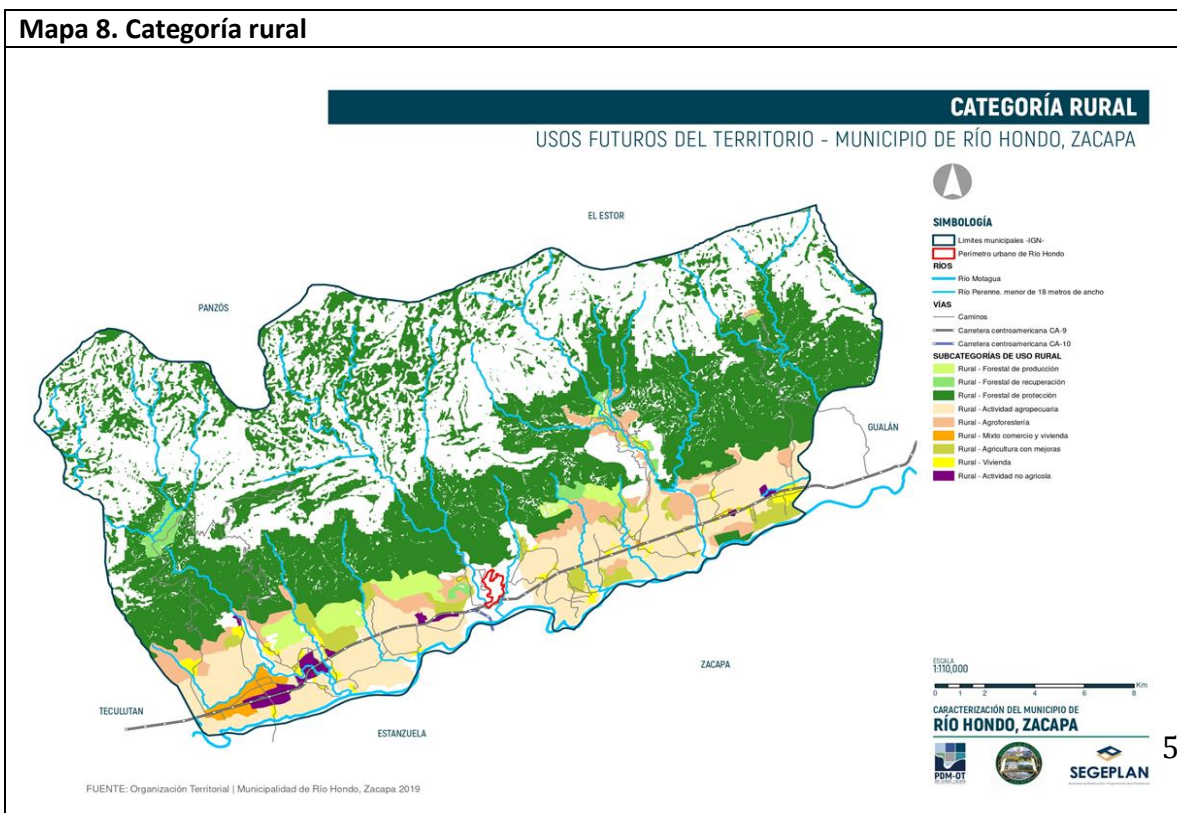 Mapa 8. Categoría rural
CATEGORÍA RURAL
USOS FUTUROS DEL TERRITORIO - MUNICIPIO DE RÍO HONDO, ZACAPA
EL ESTOR
PANZÓS
GUALÁN
ZACAPA
TECULUTAN
ESTANZUELA
SIMBOLOGÍA
Límites municipales -IGN-
Perímetro urbano de Río Hondo
RÍOS
Río Motagua
Río Perenne. menor de 18 metros de ancho
VÍAS
Caminos
Carretera centroamericana CA-9
Carretera centroamericana CA-10
SUBCATEGORÍAS DE USO RURAL
Rural - Forestal de producción
Rural - Forestal de recuperación
Rural - Forestal de protección
Rural - Actividad agropecuaria
Rural - Agroforestería
Rural - Mixto comercio y vivienda
Rural - Agricultura con mejoras
Rural - Vivienda
Rural - Actividad no agrícola
ESCALA
1:110,000
Km
0 1 2 4 6 8
CARACTERIZACIÓN DEL MUNICIPIO DE
RÍO HONDO, ZACAPA
PDM-OT
SEGEPLAN
5
FUENTE: Organización Territorial | Municipalidad de Río Hondo, Zacapa 2019